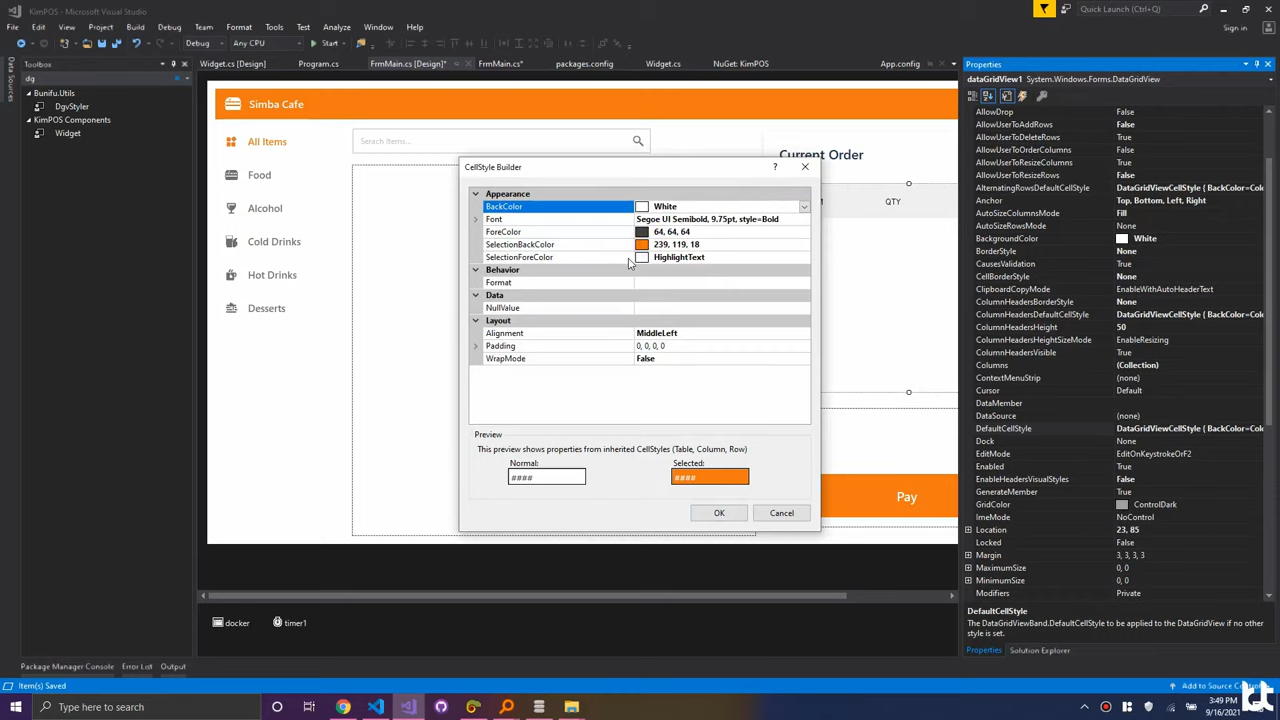 KimPOS - Microsoft Visual Studio
Quick Launch (Ctrl+Q)
File Edit View Project Build Debug Team Format Tools Test Analyze Window Help
Sign in
Debug Any CPU Start
Data Sources
Toolbox
dg
Bunifu.Utils
DgvStyler
KimPOS Components
Widget
Widget.cs [Design]* Program.cs FrmMain.cs [Design]* FrmMain.cs* packages.config Widget.cs NuGet: KimPOS App.config
Simba Cafe
All Items
Food
Alcohol
Cold Drinks
Hot Drinks
Desserts
Serach Items...
Current Order
M QTY
Pay
CellStyle Builder
?
Appearance
BackColor White
Font Segoe UI Semibold, 9.75pt, style=Bold
ForeColor 64, 64, 64
SelectionBackColor 239, 119, 18
SelectionForeColor HighlightText
Behavior
Format
Data
NullValue
Layout
Alignment MiddleLeft
Padding 0, 0, 0, 0
WrapMode False
Preview
This preview shows properties from inherited CellStyles (Table, Column, Row)
Normal: Selected:
#### ####
OK Cancel
docker timer1
Properties
dataGridView1 System.Windows.Forms.DataGridView
AllowDrop False
AllowUserToAddRows False
AllowUserToDeleteRows True
AllowUserToOrderColumns False
AllowUserToResizeColumns True
AllowUserToResizeRows False
AlternatingRowsDefaultCellStyle DataGridViewCellStyle { BackColor=Co
Anchor Top, Bottom, Left, Right
AutoSizeColumnsMode Fill
AutoSizeRowsMode None
BackgroundColor White
BorderStyle None
CausesValidation True
CellBorderStyle None
ClipboardCopyMode EnableWithAutoHeaderText
ColumnHeadersBorderStyle None
ColumnHeadersDefaultCellStyle DataGridViewCellStyle { BackColor=Co
ColumnHeadersHeight 50
ColumnHeadersHeightSizeMode EnableResizing
ColumnHeadersVisible True
Columns (Collection)
ContextMenuStrip (none)
Cursor Default
DataMember
DataSource (none)
DefaultCellStyle DataGridViewCellStyle { BackColor=Co
Dock None
EditMode EditOnKeystrokeOrF2
Enabled True
EnableHeadersVisualStyles False
GenerateMember True
GridColor ControlDark
ImeMode NoControl
Location 23, 85
Locked False
Margin 3, 3, 3, 3
MaximumSize 0, 0
MinimumSize 0, 0
Modifiers Private
DefaultCellStyle
The DataGridViewBand.DefaultCellStyle to be applied to the DataGridView if no other
style is set.
Properties Solution Explorer
Package Manager Console Error List Output
Item(s) Saved
Add to Source Contr
Type here to search
3:49 PM
9/16/2021